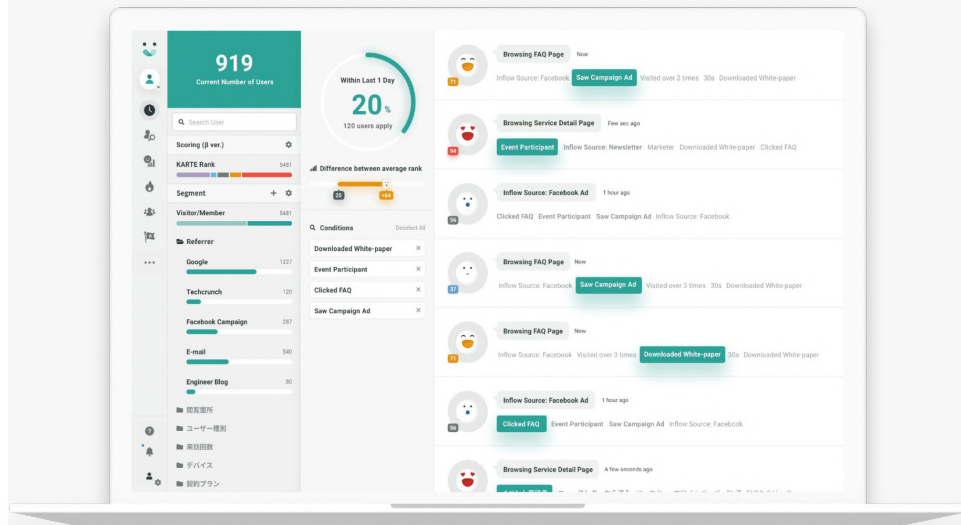 919
Current Number of Users
Search User
Scoring (β ver.)
KARTE Rank 5481
Segment +
Visitor/Member 5481
Referrer
Google 1227
Techcrunch 120
Facebook Campaign 287
E-mail 540
Engineer Blog 80
閲覧箇所
ユーザー種別
来訪回数
デバイス
契約プラン
Within Last 1 Day
20%
120 users apply
Difference between average rank
25 +64
Conditions Deselect All
Downloaded White-paper ×
Event Participant ×
Clicked FAQ ×
Saw Campaign Ad ×
Browsing FAQ Page Now
71 Inflow Source: Facebook Saw Campaign Ad Visited over 3 times 30s Downloaded White-paper
Browsing Service Detail Page Few sec ago
94 Event Participant Inflow Source: Newsletter Marketer Downloaded White-paper Clicked FAQ
Inflow Source: Facebook Ad 1 hour ago
56 Clicked FAQ Event Participant Saw Campaign Ad Inflow Source: Facebook
Browsing FAQ Page Now
37 Inflow Source: Facebook Saw Campaign Ad Visited over 3 times 30s Downloaded White-paper
Browsing FAQ Page Now
71 Inflow Source: Facebook Visited over 3 times Downloaded White-paper 30s Downloaded White-paper
Inflow Source: Facebook Ad 1 hour ago
56 Clicked FAQ Event Participant Saw Campaign Ad Inflow Source: Facebook
Browsing Service Detail Page A few seconds ago